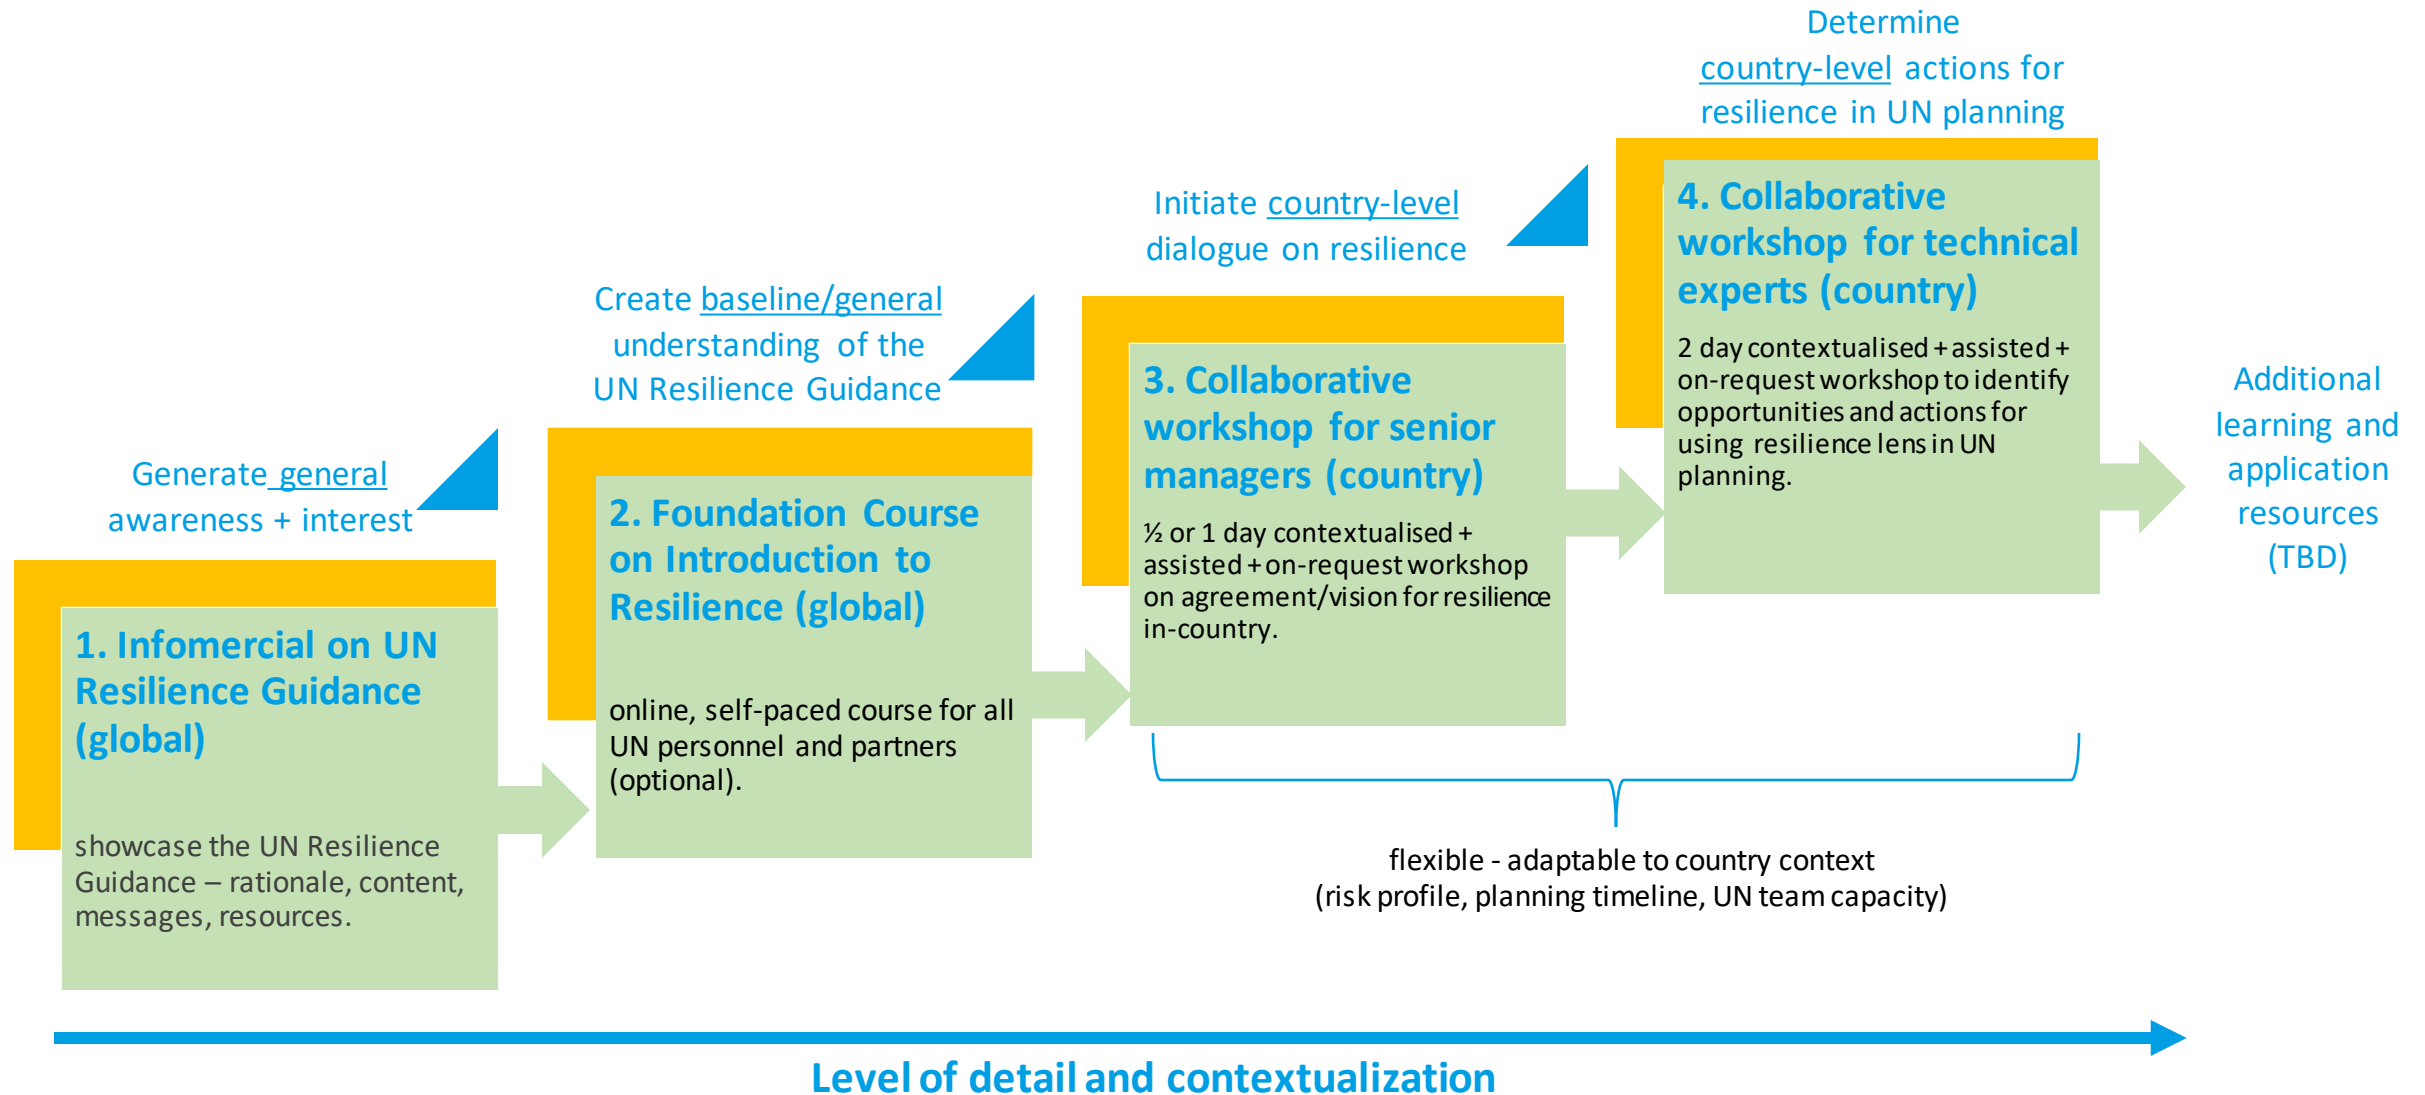 Generate general
awareness + interest
1. Infomercial on UN
Resilience Guidance
(global)
showcase the UN Resilience
Guidance – rationale, content,
messages, resources.
Create baseline/general
understanding of the
UN Resilience Guidance
2. Foundation Course
on Introduction to
Resilience (global)
online, self-paced course for all
UN personnel and partners
(optional).
Initiate country-level
dialogue on resilience
3. Collaborative
workshop for senior
managers (country)
½ or 1 day contextualised +
assisted + on-request workshop
on agreement/vision for resilience
in-country.
Determine
country-level actions for
resilience in UN planning
4. Collaborative
workshop for technical
experts (country)
2 day contextualised + assisted +
on-request workshop to identify
opportunities and actions for
using resilience lens in UN
planning.
Additional
learning and
application
resources
(TBD)
flexible - adaptable to country context
(risk profile, planning timeline, UN team capacity)
Level of detail and contextualization